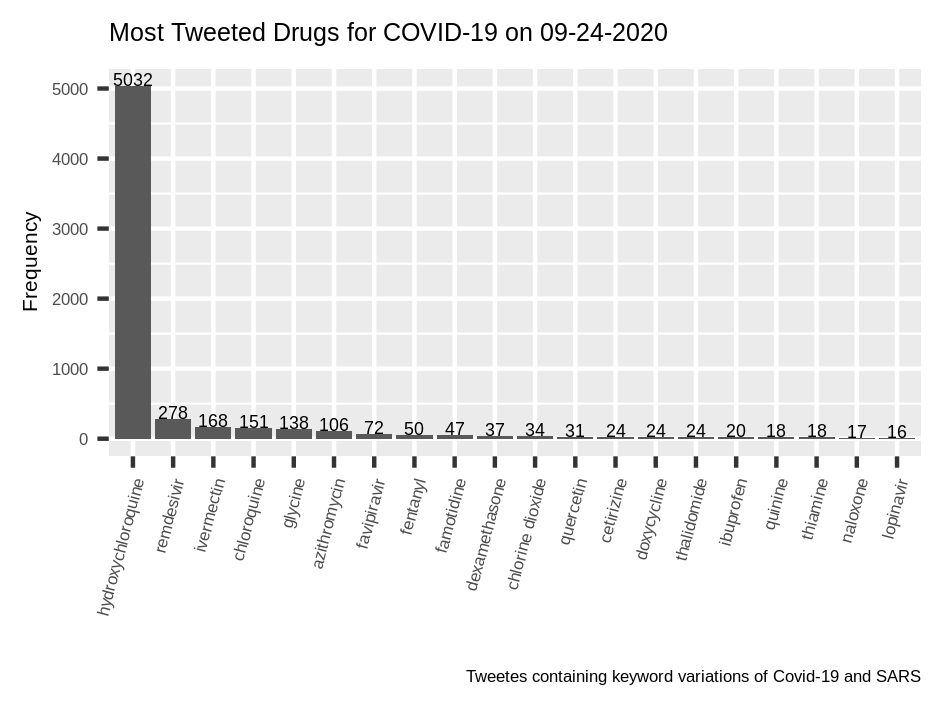 Most Tweeted Drugs for COVID-19 on 09-24-2020
5032
5000
4000
3000
2000
1000
0
Frequency
278
168
151
138
106
72
50
47
37
34
31
24
24
24
20
18
18
17
16
hydroxychloroquine
remdesivir
ivermectin
chloroquine
glycine
azithromycin
favipiravir
fentanyl
famotidine
dexamethasone
chlorine dioxide
quercetin
cetirizine
doxycycline
thalidomide
ibuprofen
quinine
thiamine
naloxone
lopinavir
Tweetes containing keyword variations of Covid-19 and SARS